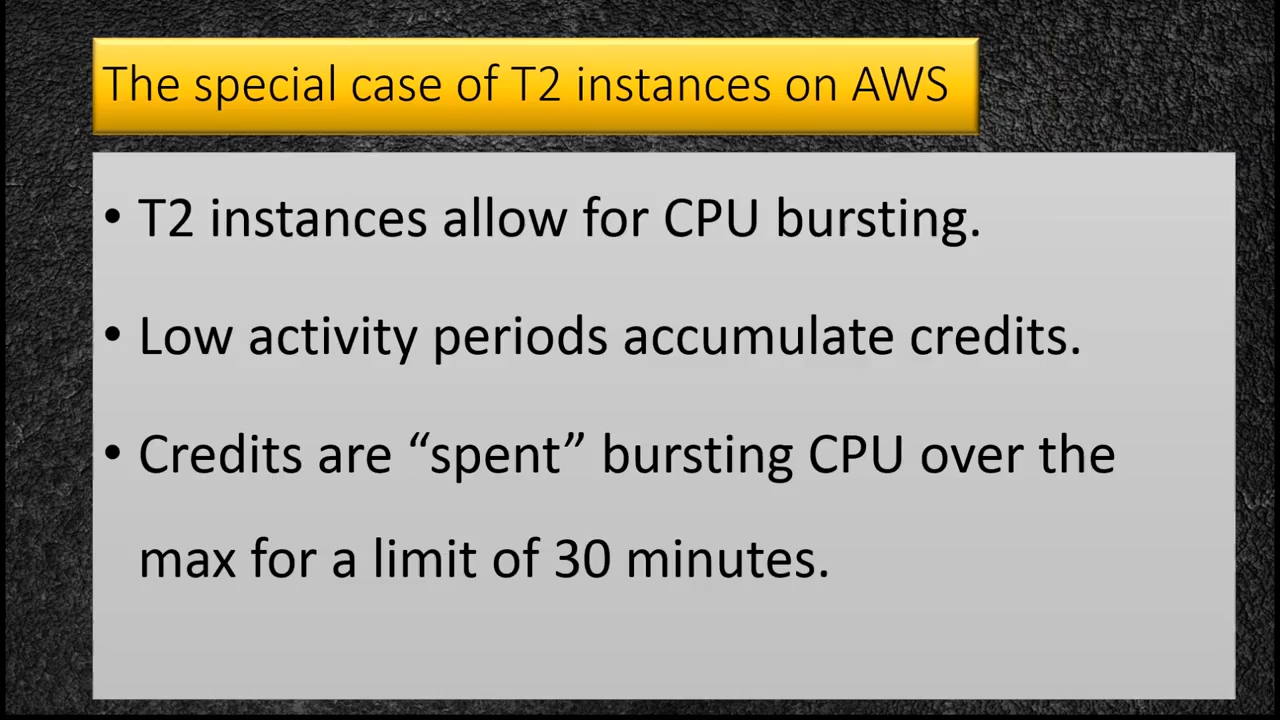 The special case of T2 instances on AWS
• T2 instances allow for CPU bursting.
• Low activity periods accumulate credits.
• Credits are “spent” bursting CPU over the
max for a limit of 30 minutes.